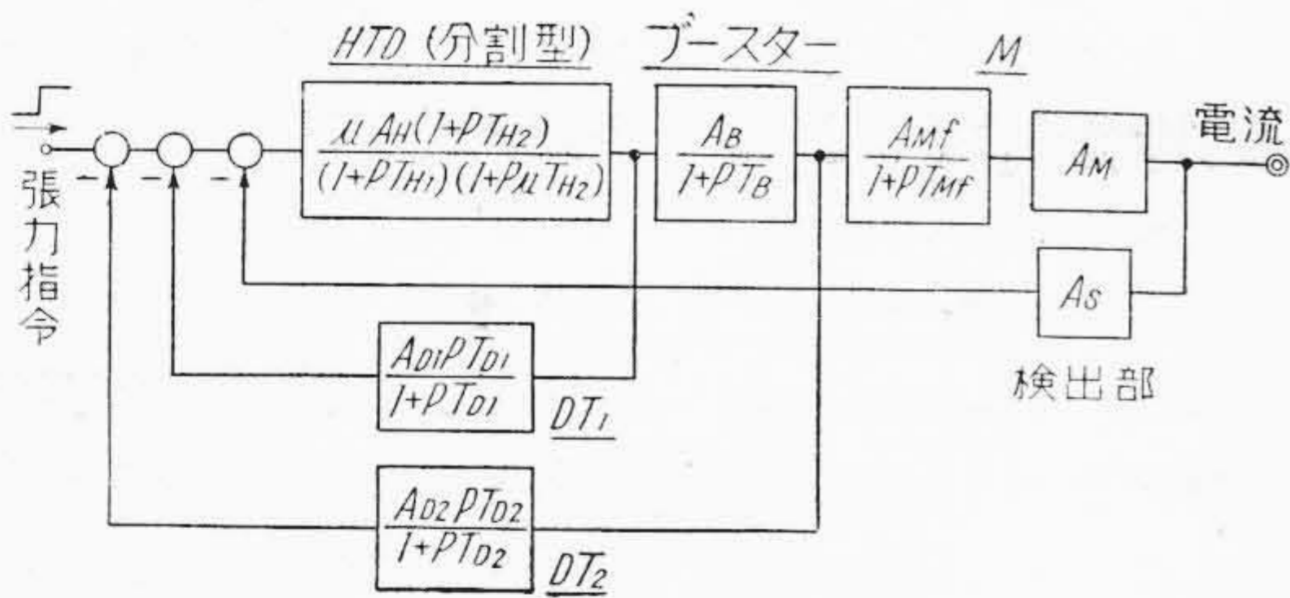 HTD (分割型)
ブースター
M
μAH(1+PTH2)
(1+PTH1)(1+PμTH2)
AB
1+PTB
AMf
1+PTMf
AM
電流
張力指令
−
−
−
AS
検出部
AD1PTD1
1+PTD1
DT1
AD2PTD2
1+PTD2
DT2